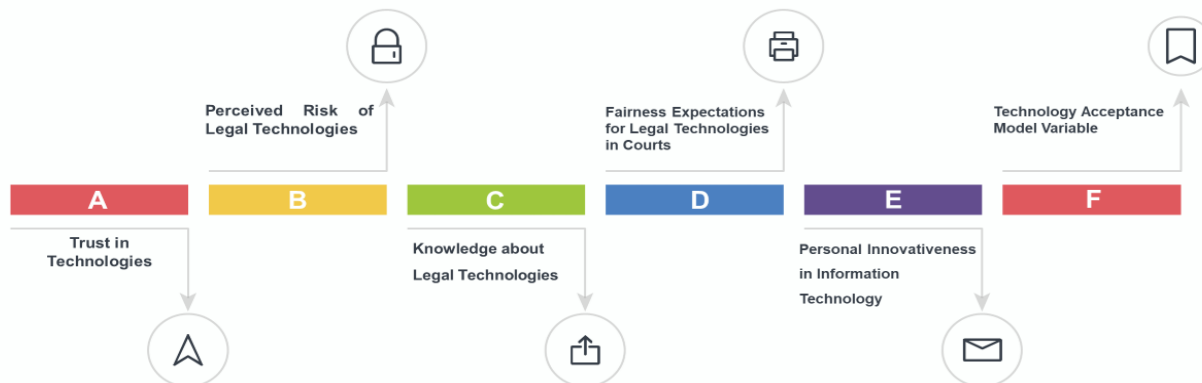 Perceived Risk of
Legal Technologies
Fairness Expectations
for Legal Technologies
in Courts
Technology Acceptance
Model Variable
A
B
C
D
E
F
Trust in
Technologies
Knowledge about
Legal Technologies
Personal Innovativeness
in Information
Technology